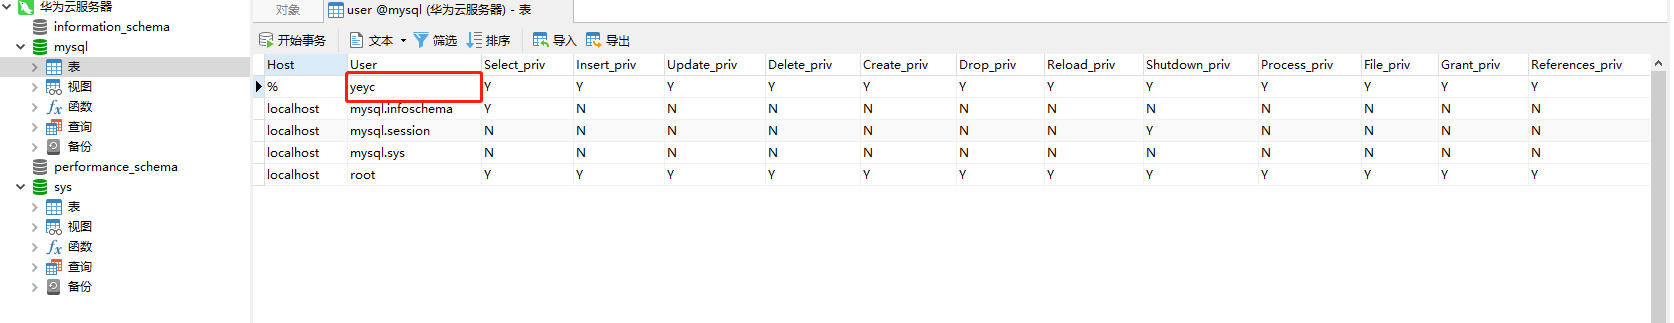 华为云服务器
information_schema
mysql
表
视图
函数
查询
备份
performance_schema
sys
表
视图
函数
查询
备份
对象 user @mysql (华为云服务器) - 表
开始事务 文本 筛选 排序 导入 导出
Host User Select_priv Insert_priv Update_priv Delete_priv Create_priv Drop_priv Reload_priv Shutdown_priv Process_priv File_priv Grant_priv References_priv
% yeyc Y Y Y Y Y Y Y Y Y Y Y Y
localhost mysql.infoschema Y N N N N N N N N N N N
localhost mysql.session N N N N N N N Y N N N N
localhost mysql.sys N N N N N N N N N N N N
localhost root Y Y Y Y Y Y Y Y Y Y Y Y